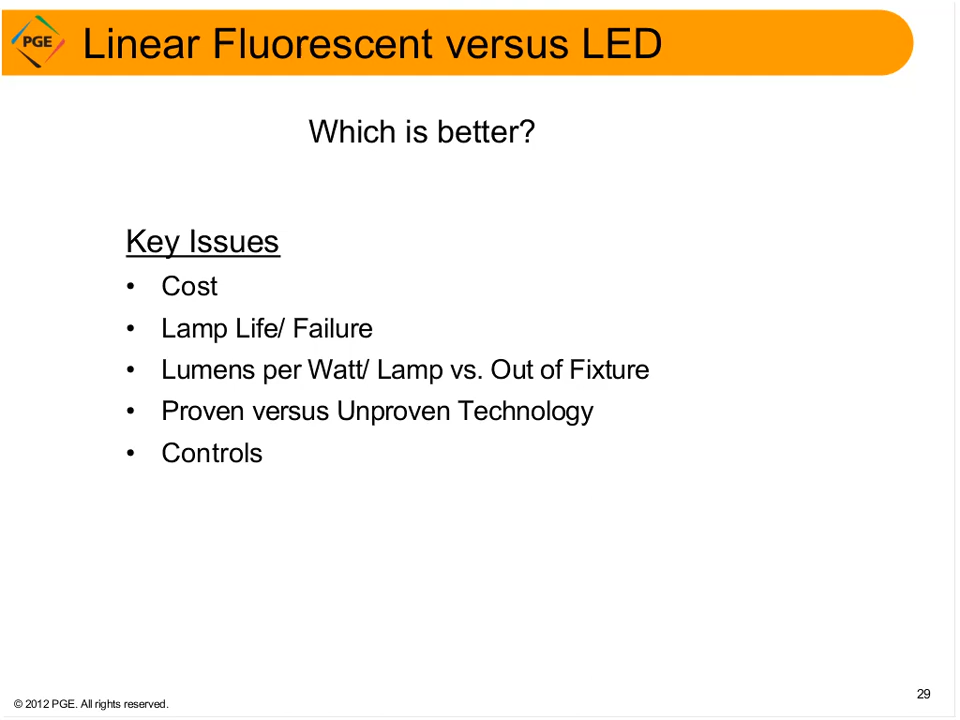 PGE
Linear Fluorescent versus LED
Which is better?
Key Issues
• Cost
• Lamp Life/ Failure
• Lumens per Watt/ Lamp vs. Out of Fixture
• Proven versus Unproven Technology
• Controls
29
© 2012 PGE. All rights reserved.